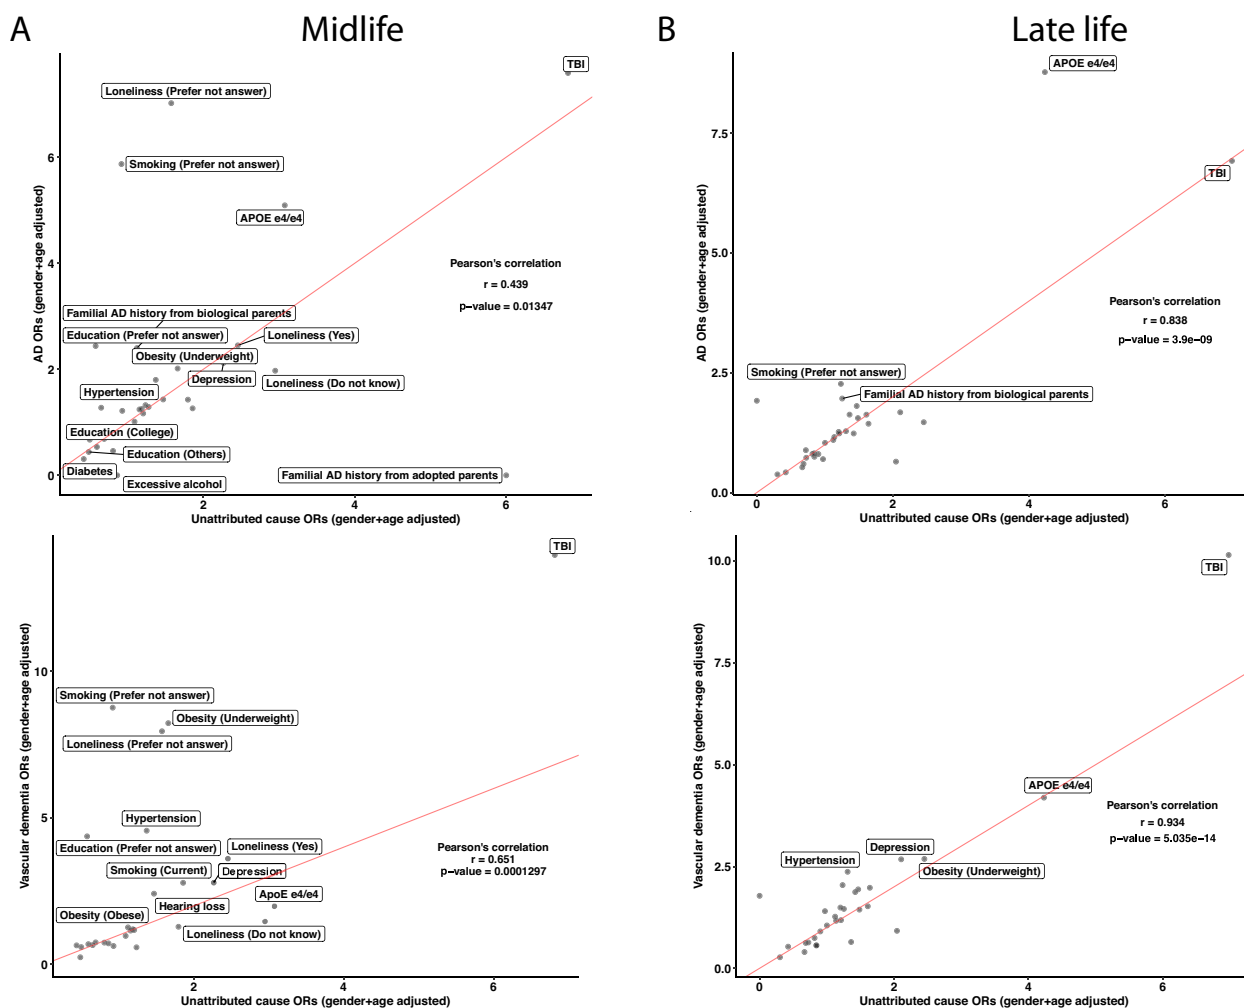 A
Midlife
B
Late life
TBI
Loneliness (Prefer not answer)
Smoking (Prefer not answer)
APOE e4/e4
Pearson's correlation
r = 0.439
p−value = 0.01347
Familial AD history from biological parents
Education (Prefer not answer)
Loneliness (Yes)
Obesity (Underweight)
Depression
Loneliness (Do not know)
Hypertension
Education (College)
Education (Others)
Diabetes
Excessive alcohol
Familial AD history from adopted parents
6
4
2
0
AD ORs (gender+age adjusted)
2
4
6
Unattributed cause ORs (gender+age adjusted)
APOE e4/e4
TBI
Pearson's correlation
r = 0.838
p−value = 3.9e−09
Smoking (Prefer not answer)
Familial AD history from biological parents
7.5
5.0
2.5
0.0
AD ORs (gender+age adjusted)
0
2
4
6
Unattributed cause ORs (gender+age adjusted)
TBI
Smoking (Prefer not answer)
Obesity (Underweight)
Loneliness (Prefer not answer)
Hypertension
Education (Prefer not answer)
Loneliness (Yes)
Smoking (Current)
Depression
Pearson's correlation
r = 0.651
p−value = 0.0001297
ApoE e4/e4
Hearing loss
Obesity (Obese)
Loneliness (Do not know)
10
5
0
Vascular dementia ORs (gender+age adjusted)
2
4
6
Unattributed cause ORs (gender+age adjusted)
TBI
APOE e4/e4
Pearson's correlation
r = 0.934
p−value = 5.035e−14
Depression
Hypertension
Obesity (Underweight)
10.0
7.5
5.0
2.5
0.0
Vascular dementia ORs (gender+age adjusted)
0
2
4
6
Unattributed cause ORs (gender+age adjusted)